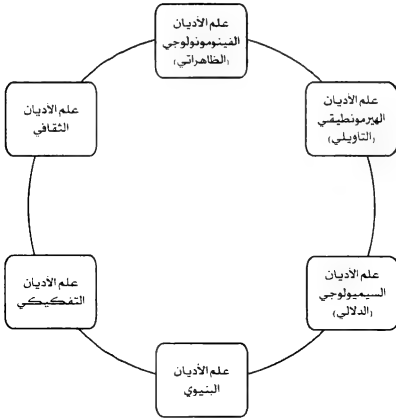 علم الأديان
الفينومونولوجي
(الظاهراتي)
علم الأديان
الهيرمونطيقي
(التاويلي)
علم الأديان
السيميولوجي
(الدلالي)
علم الأديان
البنيوي
علم الأديان
التفكيكي
علم الأديان
الثقافي